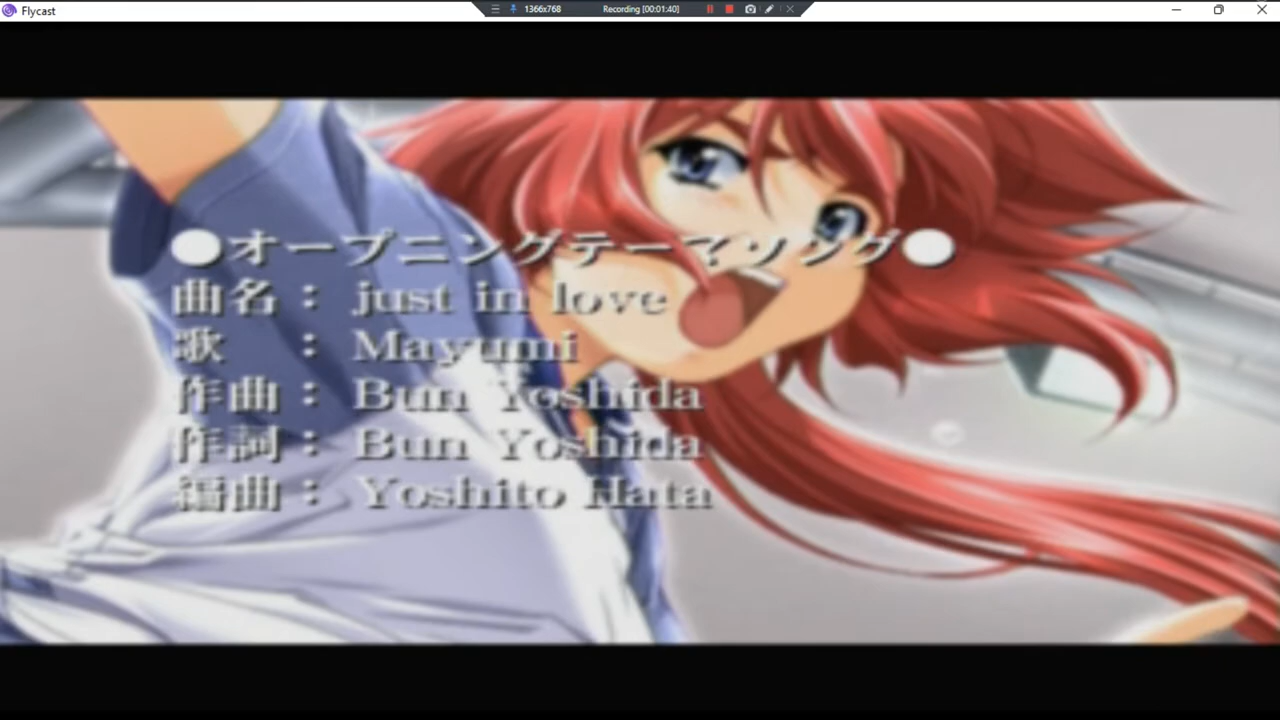 Flycast
1366x768
Recording [00:01:40]
●オープニングテーマソング●
曲名： just in love
歌　： Mayumi
作曲： Bun Yoshida
作詞： Bun Yoshida
編曲： Yoshito Hata